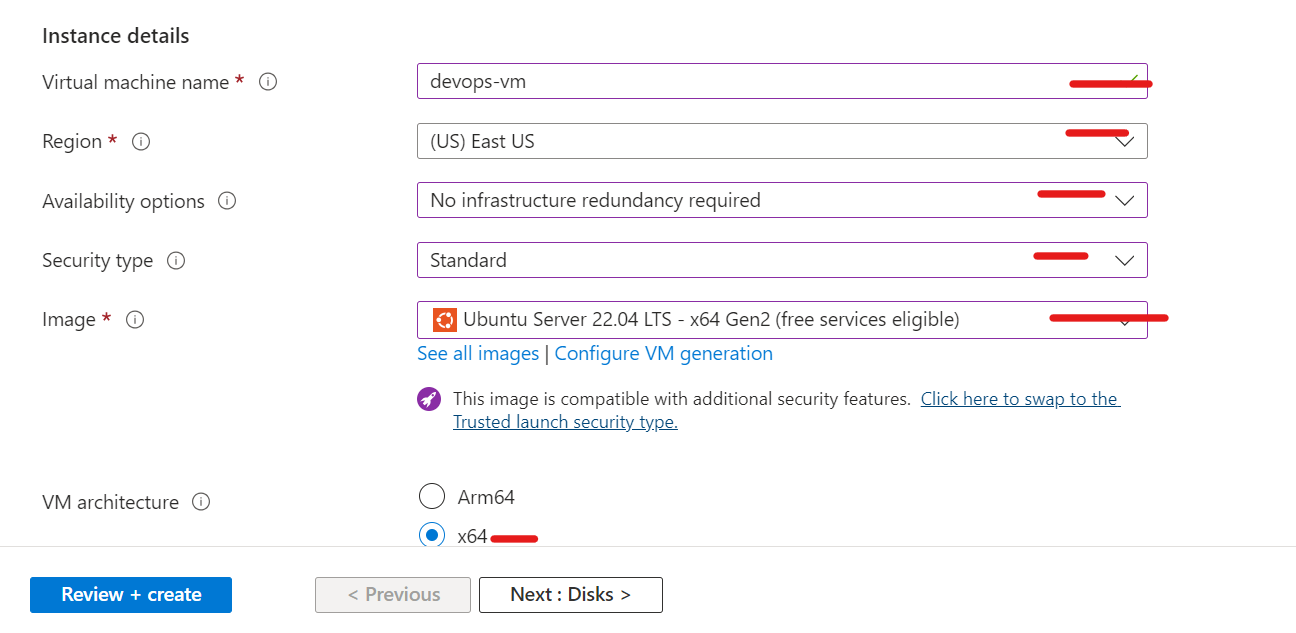 Instance details
Virtual machine name * devops-vm
Region * (US) East US
Availability options No infrastructure redundancy required
Security type Standard
Image * Ubuntu Server 22.04 LTS - x64 Gen2 (free services eligible)
See all images | Configure VM generation
This image is compatible with additional security features. Click here to swap to the
Trusted launch security type.
VM architecture Arm64
x64
Review + create < Previous Next : Disks >